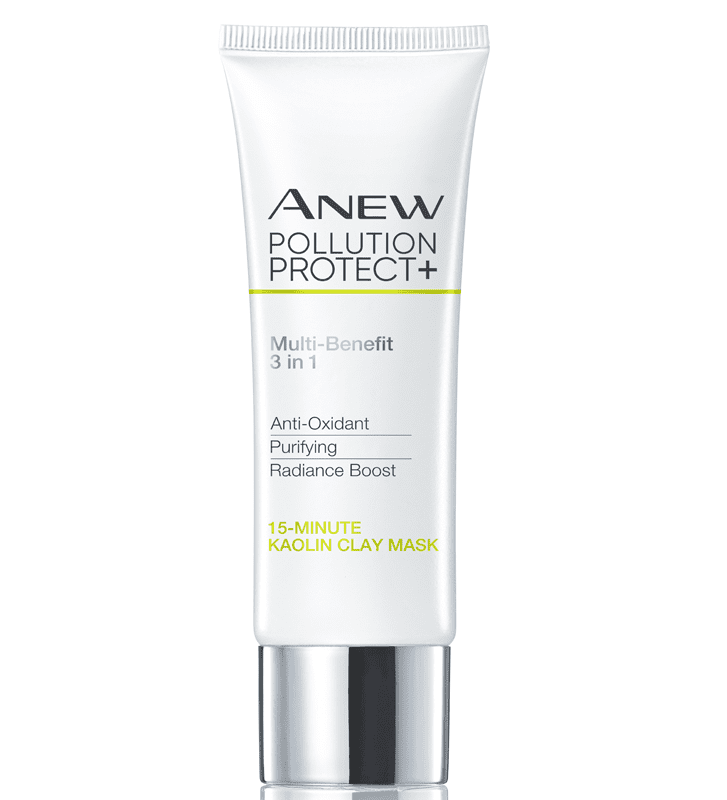 ANEW
POLLUTION
PROTECT+
Multi-Benefit
3 in 1
Anti-Oxidant
Purifying
Radiance Boost
15-MINUTE
KAOLIN CLAY MASK